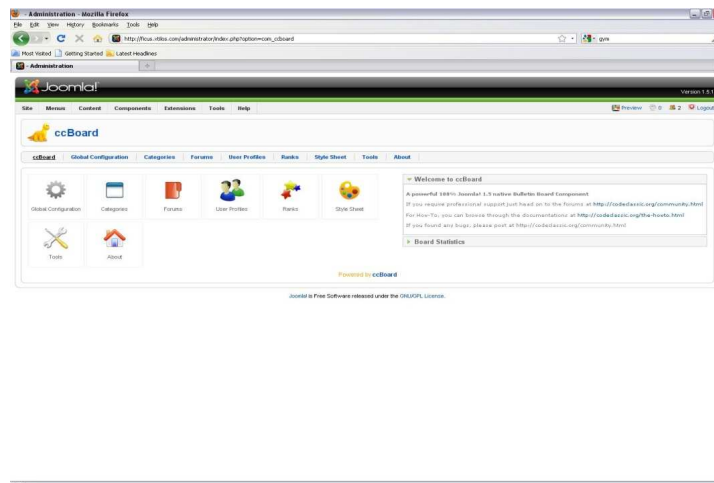 - Administration - Mozilla Firefox
File Edit View History Bookmarks Tools Help
http://ficus.xtilos.com/administrator/index.php?option=com_ccboard
gym
Most Visited Getting Started Latest Headlines
- Administration
Joomla!
Version 1.5.1
Site Menus Content Components Extensions Tools Help Preview 0 2 Logout
ccBoard
ccBoard Global Configuration Categories Forums User Profiles Ranks Style Sheet Tools About
Global Configuration Categories Forums User Profiles Ranks Style Sheet
Tools About
Welcome to ccBoard
A powerful 100% Joomla! 1.5 native Bulletin Board Component
If you require professional support just head on to the forums at http://codeclassic.org/community.html
For How-To, you can browse through the documentations at http://codeclassic.org/the-howto.html
If you found any bugs, please post at http://codeclassic.org/community.html
Board Statistics
Powered by ccBoard
Joomla! is Free Software released under the GNU/GPL License.